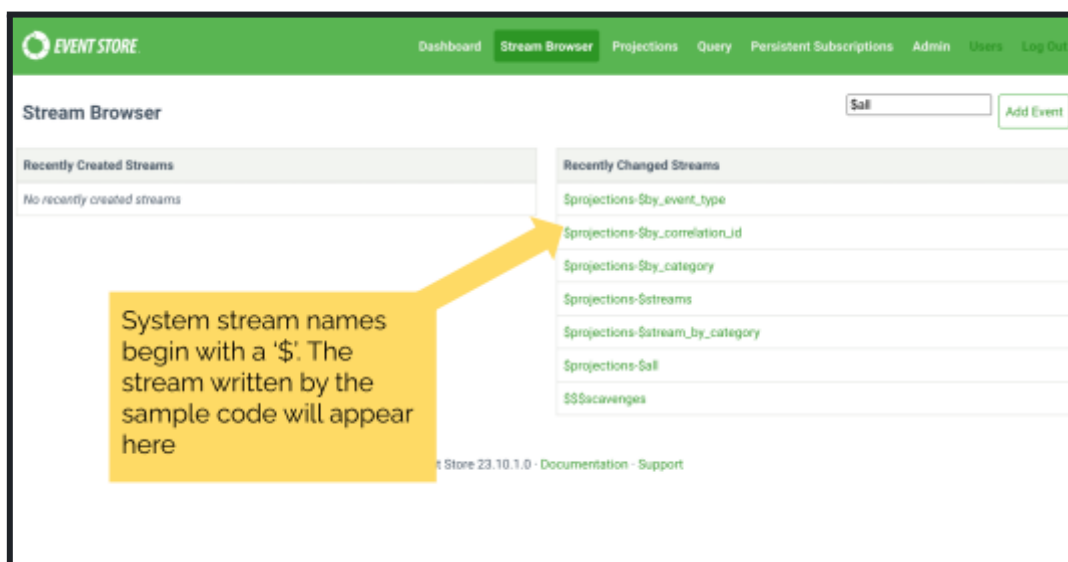 EVENT STORE
Dashboard Stream Browser Projections Query Persistent Subscriptions Admin Users Log Out
Stream Browser
$all
Add Event
Recently Created Streams
No recently created streams
Recently Changed Streams
$projections-$by_event_type
$projections-$by_correlation_id
$projections-$by_category
$projections-$streams
$projections-$stream_by_category
$projections-$all
$$$scavenges
System stream names
begin with a ‘$’. The
stream written by the
sample code will appear
here
t Store 23.10.1.0 · Documentation · Support